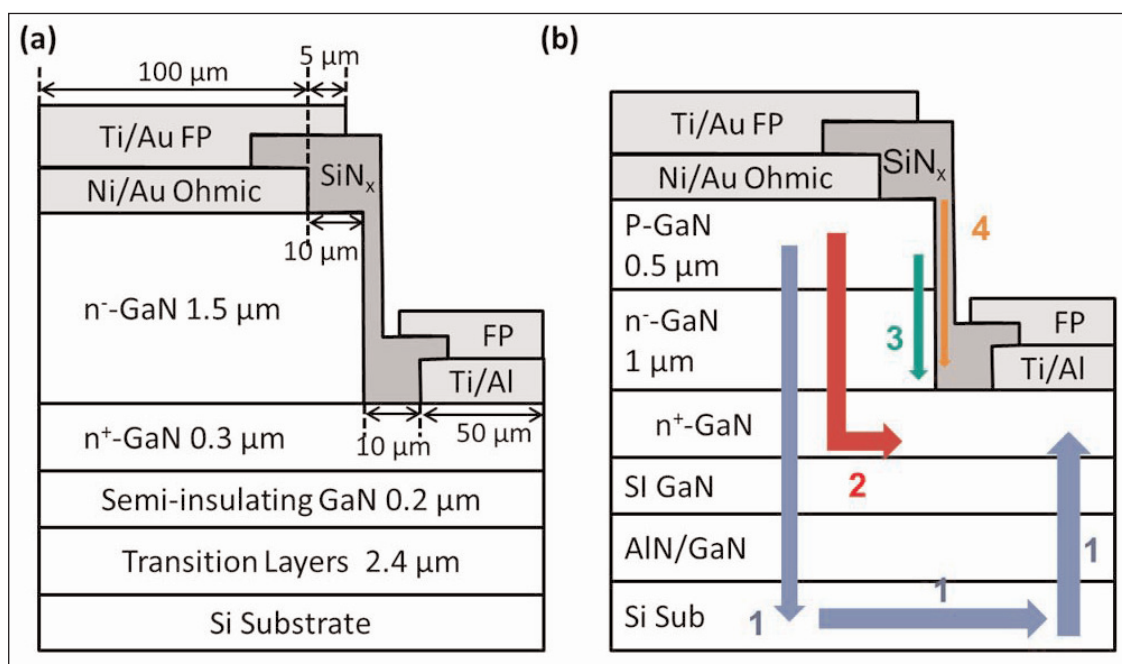 (a)
5 μm
100 μm
Ti/Au FP
SiNx
Ni/Au Ohmic
10 μm
n⁻-GaN 1.5 μm
FP
Ti/Al
n⁺-GaN 0.3 μm
10 μm
50 μm
Semi-insulating GaN 0.2 μm
Transition Layers 2.4 μm
Si Substrate
(b)
Ti/Au FP
SiNx
Ni/Au Ohmic
P-GaN
0.5 μm
4
n⁻-GaN
1 μm
3
FP
Ti/Al
n⁺-GaN
2
SI GaN
AlN/GaN
1
Si Sub
1
1